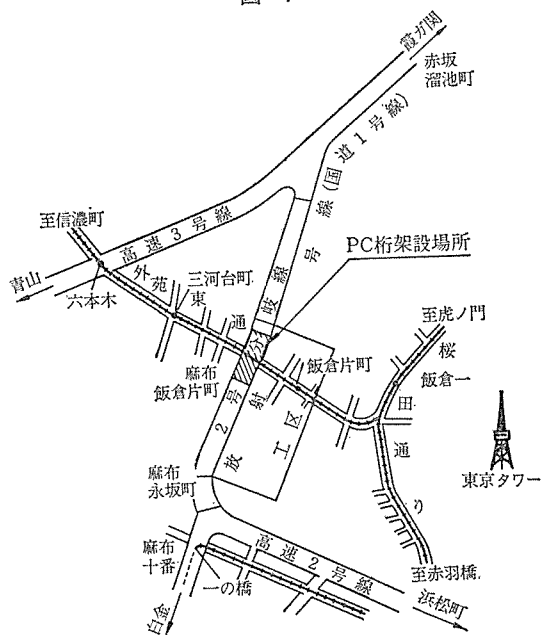 霞ガ関
赤坂
溜池町
放射1号線(国道1号線)
至信濃町
高速3号線
PC桁架設場所
青山
六本木
外苑東通
三河台町
分岐線
至虎ノ門
桜田通り
麻布
飯倉片町
飯倉片町
飯倉一
2号
工区
東京タワー
麻布
永坂町
麻布
十番
高速2号線
至赤羽橋
一の橋
浜松町
白金